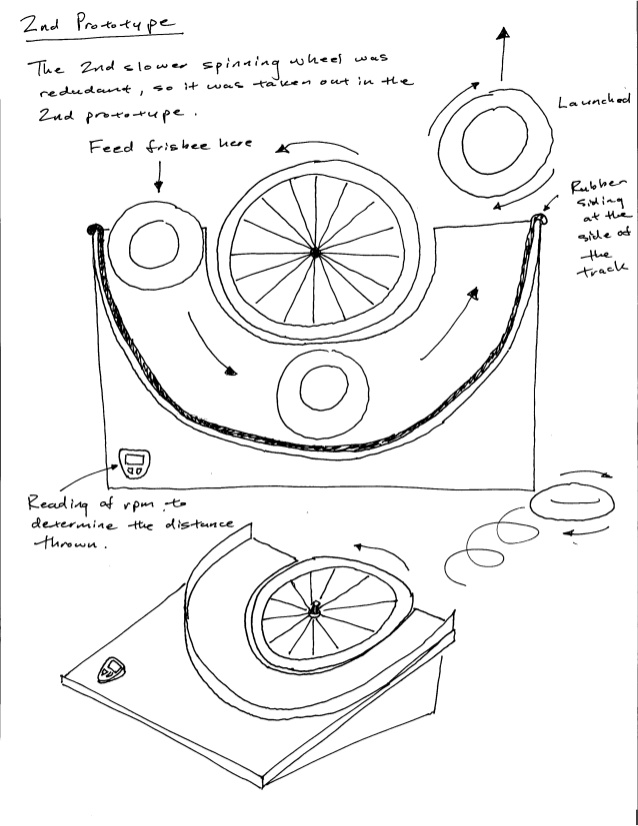 2nd Prototype
The 2nd slower spinning wheel was
redudant, so it was taken out in the
2nd prototype.
Feed frisbee here
Launched
Rubber
siding
at the
side of
the
track
Reading of rpm to
determine the distance
thrown.